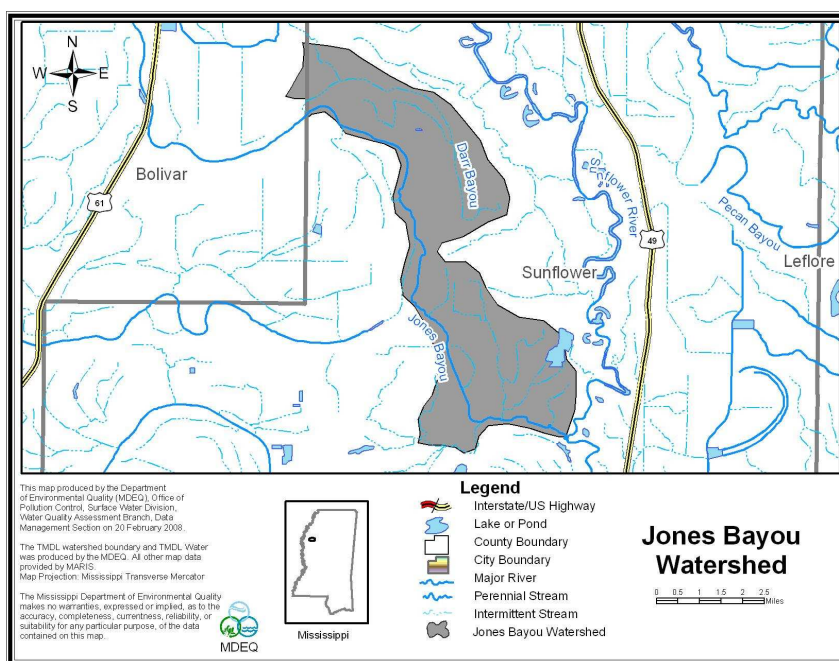 N
W E
S
Bolivar
61
Darr Bayou
Sunflower River
49
Pecan Bayou
Leflore
Sunflower
Jones Bayou
This map produced by the Department
of Environmental Quality (MDEQ), Office of
Pollution Control, Surface Water Division,
Water Quality Assessment Branch, Data
Management Section on 20 February 2008.
The TMDL watershed boundary and TMDL Water
was produced by the MDEQ. All other map data
provided by MARIS.
Map Projection: Mississippi Transverse Mercator
The Mississippi Department of Environmental Quality
makes no warranties, expressed or implied, as to the
accuracy, completeness, currentness, reliability, or
suitability for any particular purpose, of the data
contained on this map.
MDEQ
Mississippi
Legend
Interstate/US Highway
Lake or Pond
County Boundary
City Boundary
Major River
Perennial Stream
Intermittent Stream
Jones Bayou Watershed
Jones Bayou
Watershed
0 0.5 1 1.5 2 2.5
Miles